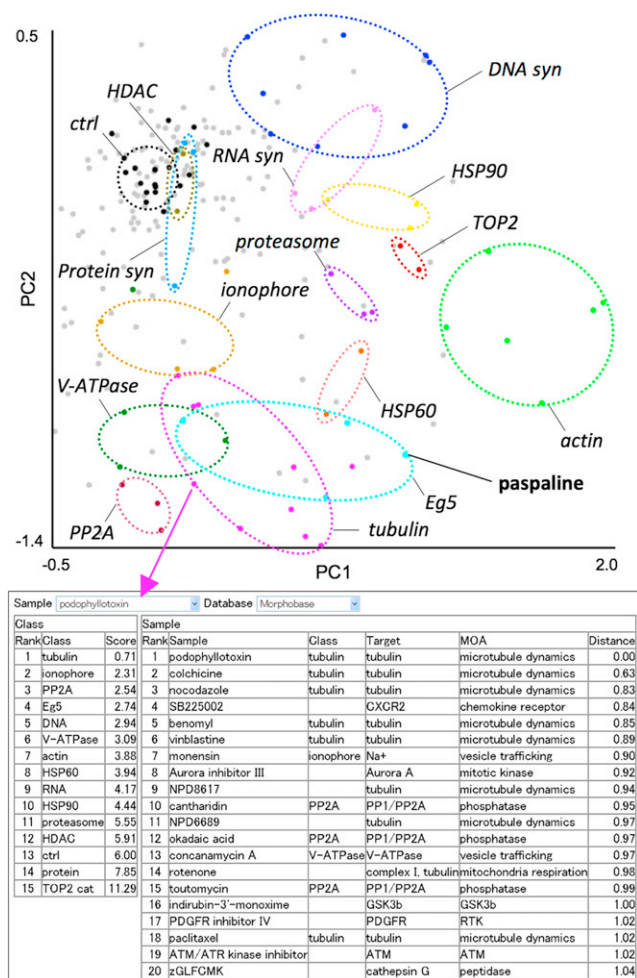 0.5
DNA syn
HDAC
ctrl
RNA syn
HSP90
TOP2
proteasome
Protein syn
ionophore
PC2
V-ATPase
HSP60
actin
paspaline
Eg5
PP2A
tubulin
-1.4
-0.5
PC1
2.0
Sample podophyllotoxin Database Morphobase
Class Sample
Rank Class Score Rank Sample Class Target MOA Distance
1 tubulin 0.71 1 podophyllotoxin tubulin tubulin microtubule dynamics 0.00
2 ionophore 2.31 2 colchicine tubulin tubulin microtubule dynamics 0.63
3 PP2A 2.54 3 nocodazole tubulin tubulin microtubule dynamics 0.83
4 Eg5 2.74 4 SB225002 CXCR2 chemokine receptor 0.84
5 DNA 2.94 5 benomyl tubulin tubulin microtubule dynamics 0.85
6 V-ATPase 3.09 6 vinblastine tubulin tubulin microtubule dynamics 0.89
7 actin 3.88 7 monensin ionophore Na+ vesicle trafficking 0.90
8 HSP60 3.94 8 Aurora inhibitor III Aurora A mitotic kinase 0.92
9 RNA 4.17 9 NPD8617 tubulin microtubule dynamics 0.94
10 HSP90 4.44 10 cantharidin PP2A PP1/PP2A phosphatase 0.95
11 proteasome 5.55 11 NPD6689 tubulin microtubule dynamics 0.97
12 HDAC 5.91 12 okadaic acid PP2A PP1/PP2A phosphatase 0.97
13 ctrl 6.00 13 concanamycin A V-ATPase V-ATPase vesicle trafficking 0.97
14 protein 7.85 14 rotenone complex I, tubulin mitochondria respiration 0.98
15 TOP2 cat 11.29 15 toutomycin PP2A PP1/PP2A phosphatase 0.99
16 indirubin-3'-monoxime GSK3b GSK3b 1.00
17 PDGFR inhibitor IV PDGFR RTK 1.02
18 paclitaxel tubulin tubulin microtubule dynamics 1.02
19 ATM/ATR kinase inhibitor ATM ATM 1.02
20 zGLFCMK cathepsin G peptidase 1.04